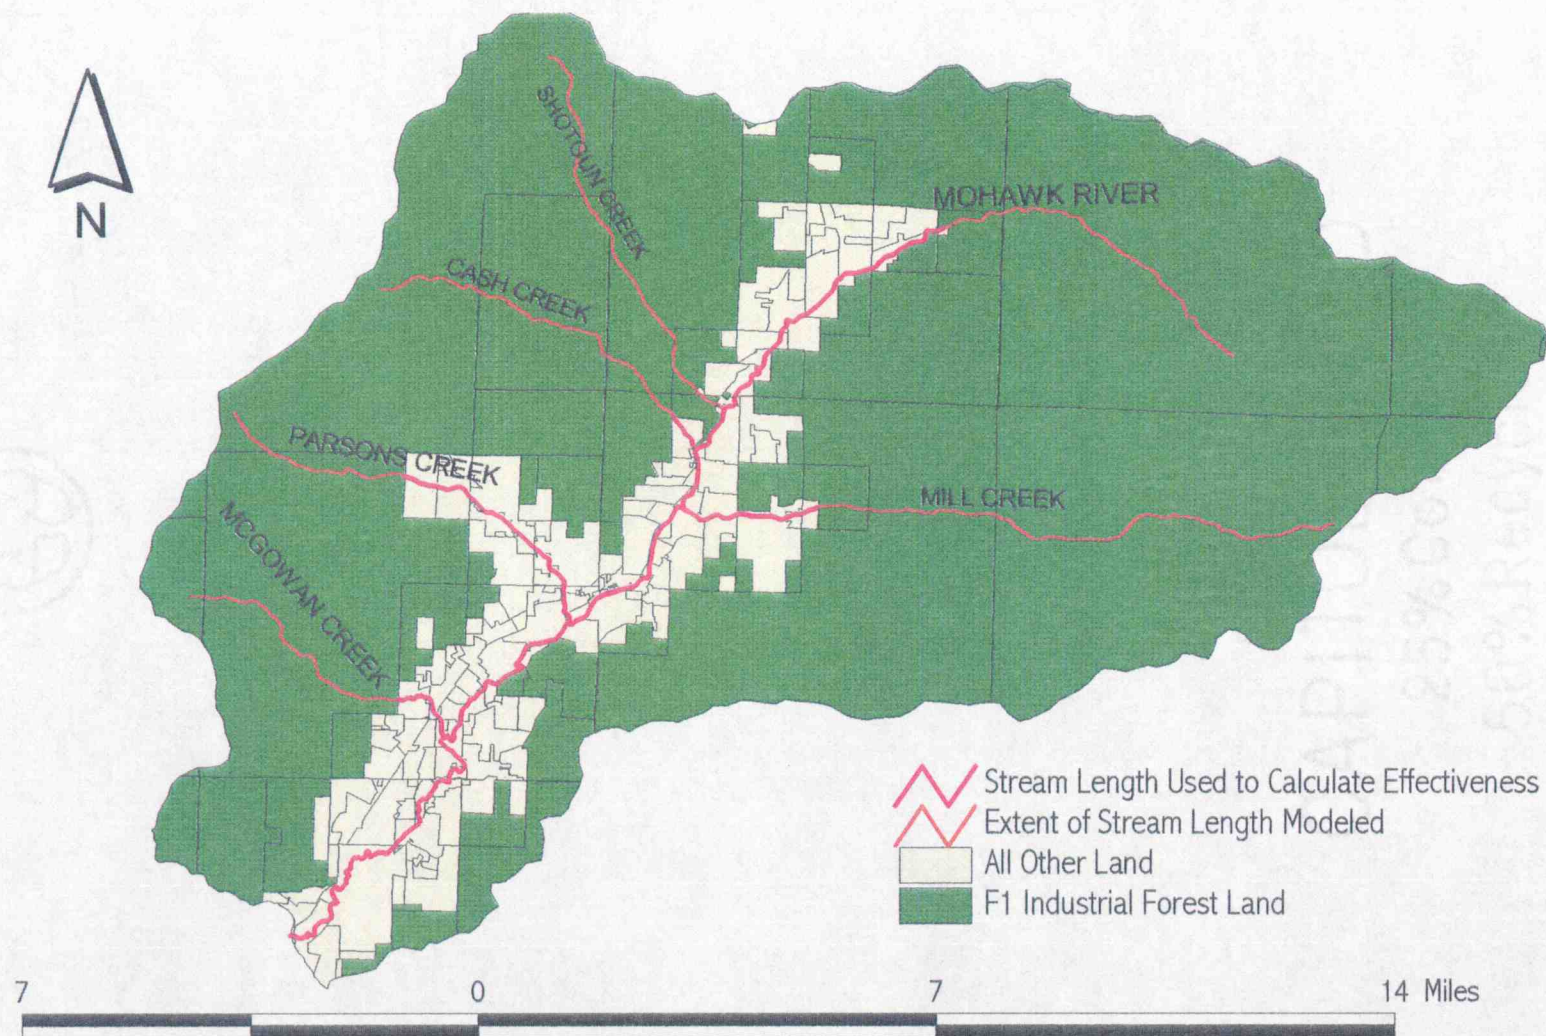 N
SHOTGUN CREEK
MOHAWK RIVER
CASH CREEK
PARSONS CREEK
MILL CREEK
MCGOWAN CREEK
Stream Length Used to Calculate Effectiveness
Extent of Stream Length Modeled
All Other Land
F1 Industrial Forest Land
7 0 7 14 Miles